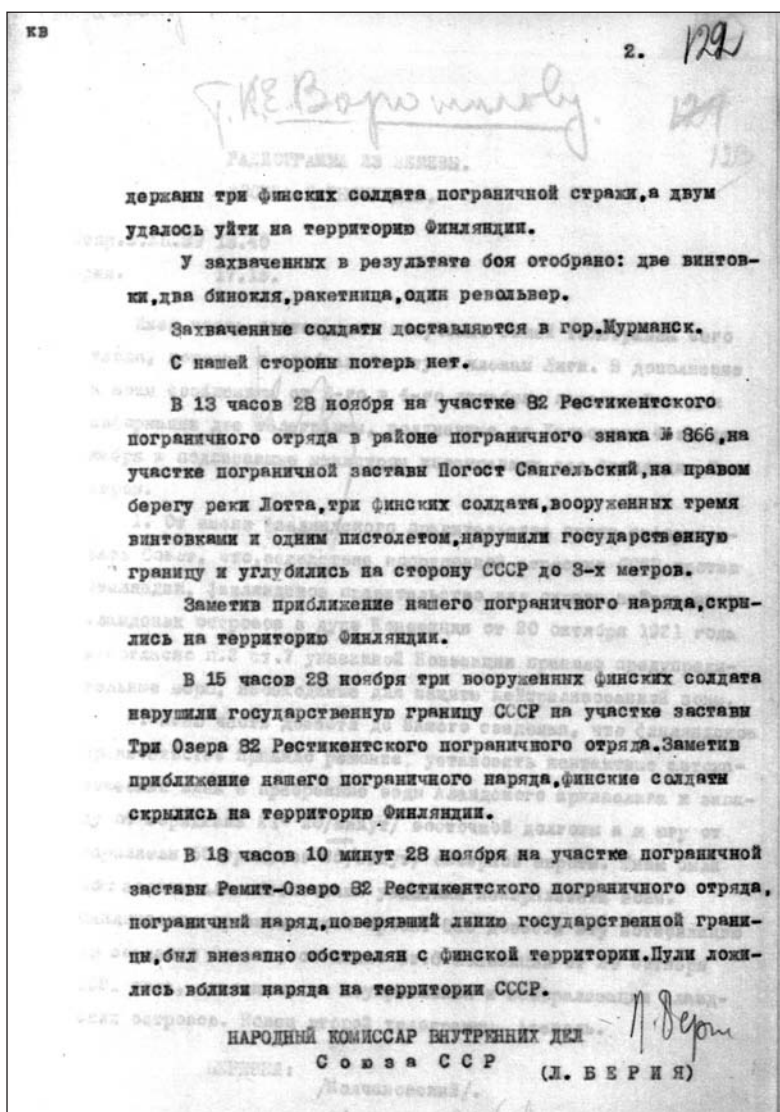 КВ
2. 122
Т. К.Е. Ворошилову.
РАДИОГРАММА ИЗ ЖЕНЕВЫ.
держаны три финских солдата пограничной стражи,а двум
удалось уйти на территорию Финляндии.
У захваченных в результате боя отобрано: две винтов-
ки,два бинокля,ракетница,один револьвер.
Захваченные солдаты доставляются в гор.Мурманск.
С нашей стороны потерь нет.
В 13 часов 28 ноября на участке 82 Рестикентского
пограничного отряда в районе пограничного знака № 866,на
участке пограничной заставы Погост Сангельский,на правом
берегу реки Лотта,три финских солдата,вооруженных тремя
винтовками и одним пистолетом,нарушили государственную
границу и углубились на сторону СССР до 3-х метров.
Заметив приближение нашего пограничного наряда,скры-
лись на территорию Финляндии.
В 15 часов 28 ноября три вооруженных финских солдата
нарушили государственную границу СССР на участке заставы
Три Озера 82 Рестикентского пограничного отряда.Заметив
приближение нашего пограничного наряда,финские солдаты
скрылись на территорию Финляндии.
В 18 часов 10 минут 28 ноября на участке пограничной
заставы Ремит-Озеро 82 Рестикентского пограничного отряда,
пограничный наряд,поверявший линию государственной грани-
цы,был внезапно обстрелян с финской территории.Пули ложи-
лись вблизи наряда на территории СССР.
НАРОДНЫЙ КОМИССАР ВНУТРЕННИХ ДЕЛ
Союза ССР
Л. Берия
(Л. БЕРИЯ)